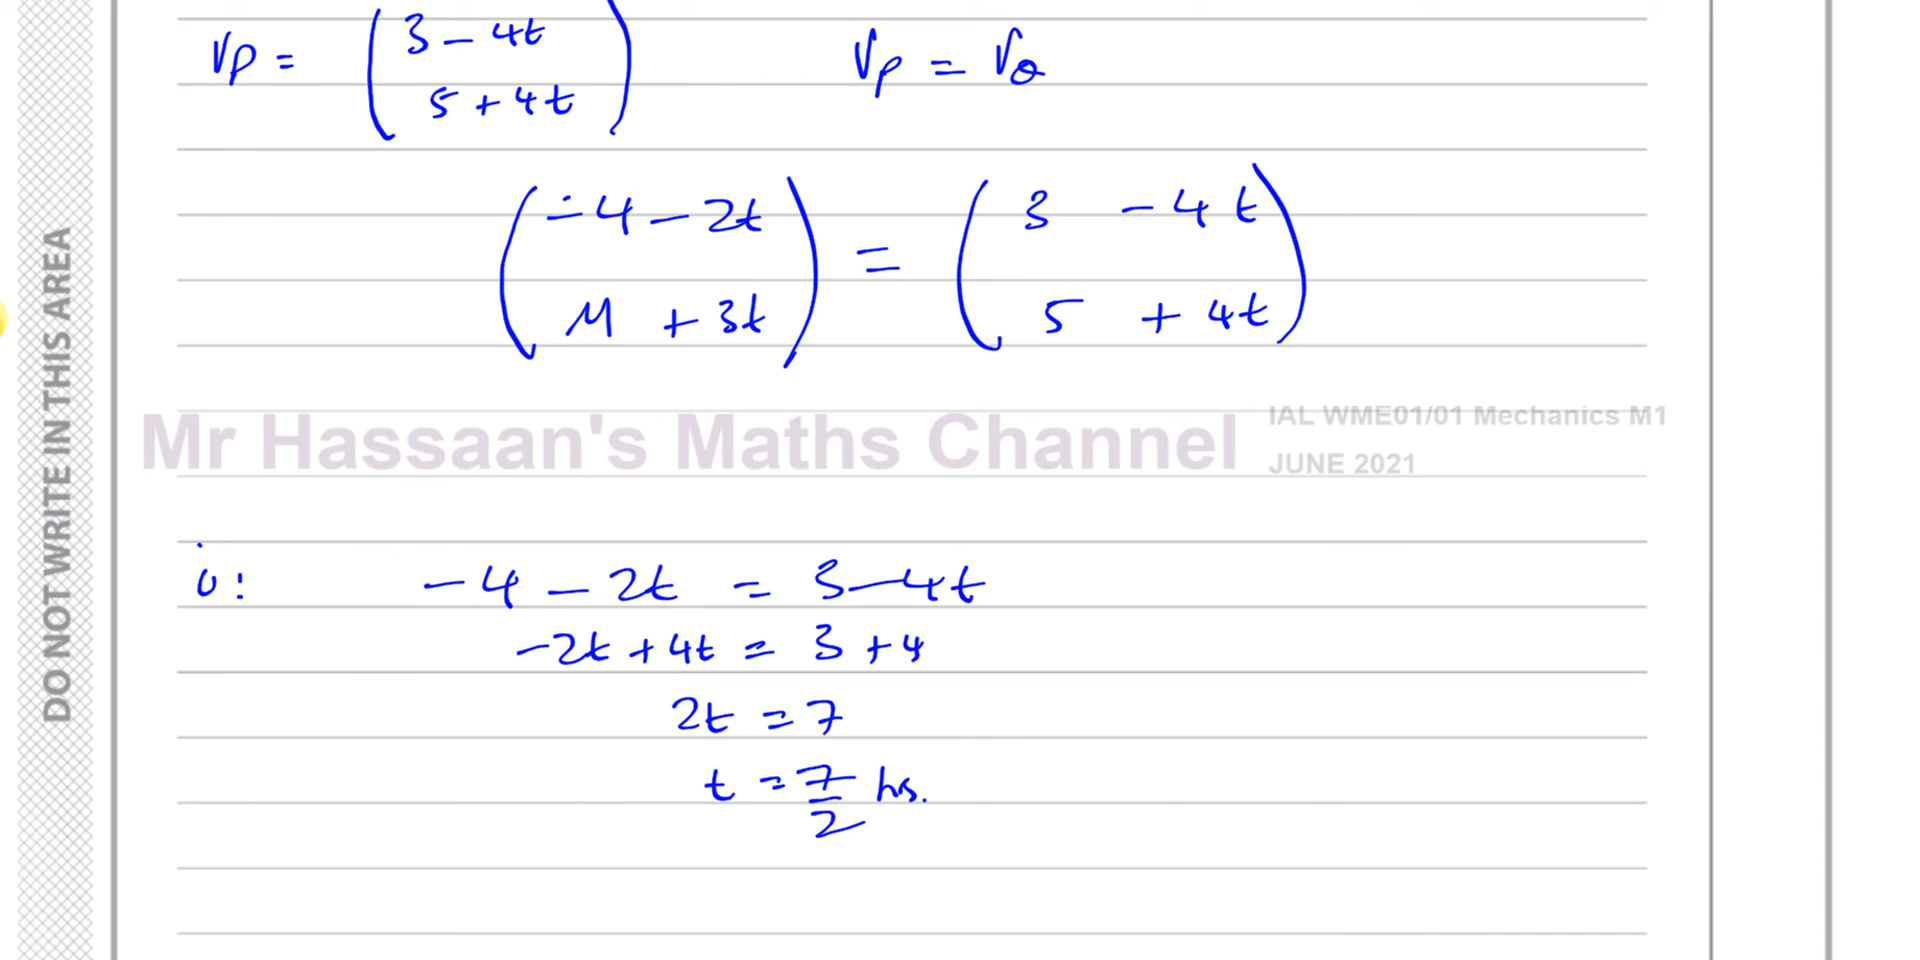 DO NOT WRITE IN THIS AREA
Vp = ( 3 - 4t
5 + 4t ) Vp = VQ
( -4 - 2t
μ + 3t ) = ( 3 - 4t
5 + 4t )
Mr Hassaan's Maths Channel
IAL WME01/01 Mechanics M1
JUNE 2021
i: -4 - 2t = 3 - 4t
-2t + 4t = 3 + 4
2t = 7
t = 7/2 hrs.